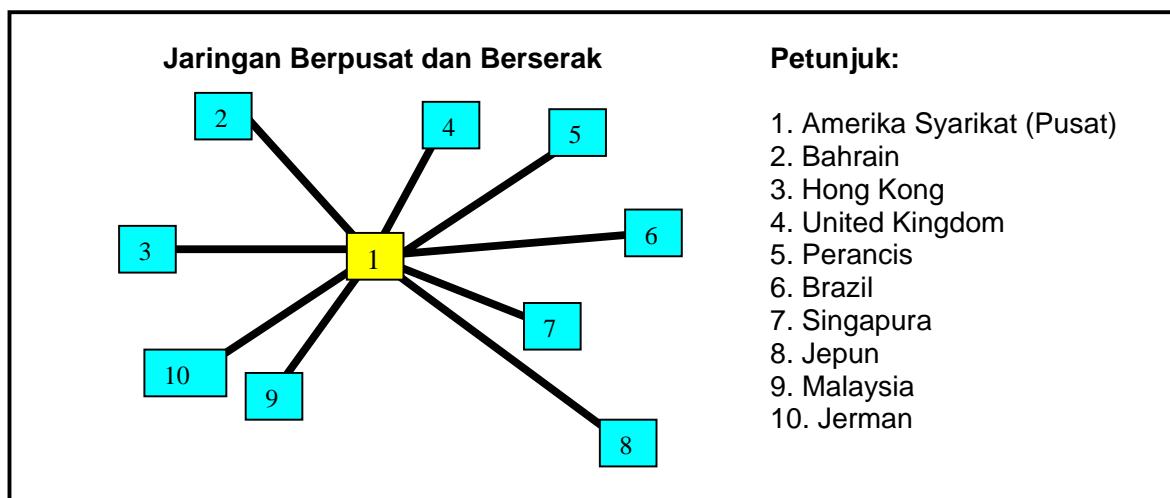 Jaringan Berpusat dan Berserak
2
4
5
3
1
6
7
10
9
8
Petunjuk:
1. Amerika Syarikat (Pusat)
2. Bahrain
3. Hong Kong
4. United Kingdom
5. Perancis
6. Brazil
7. Singapura
8. Jepun
9. Malaysia
10. Jerman